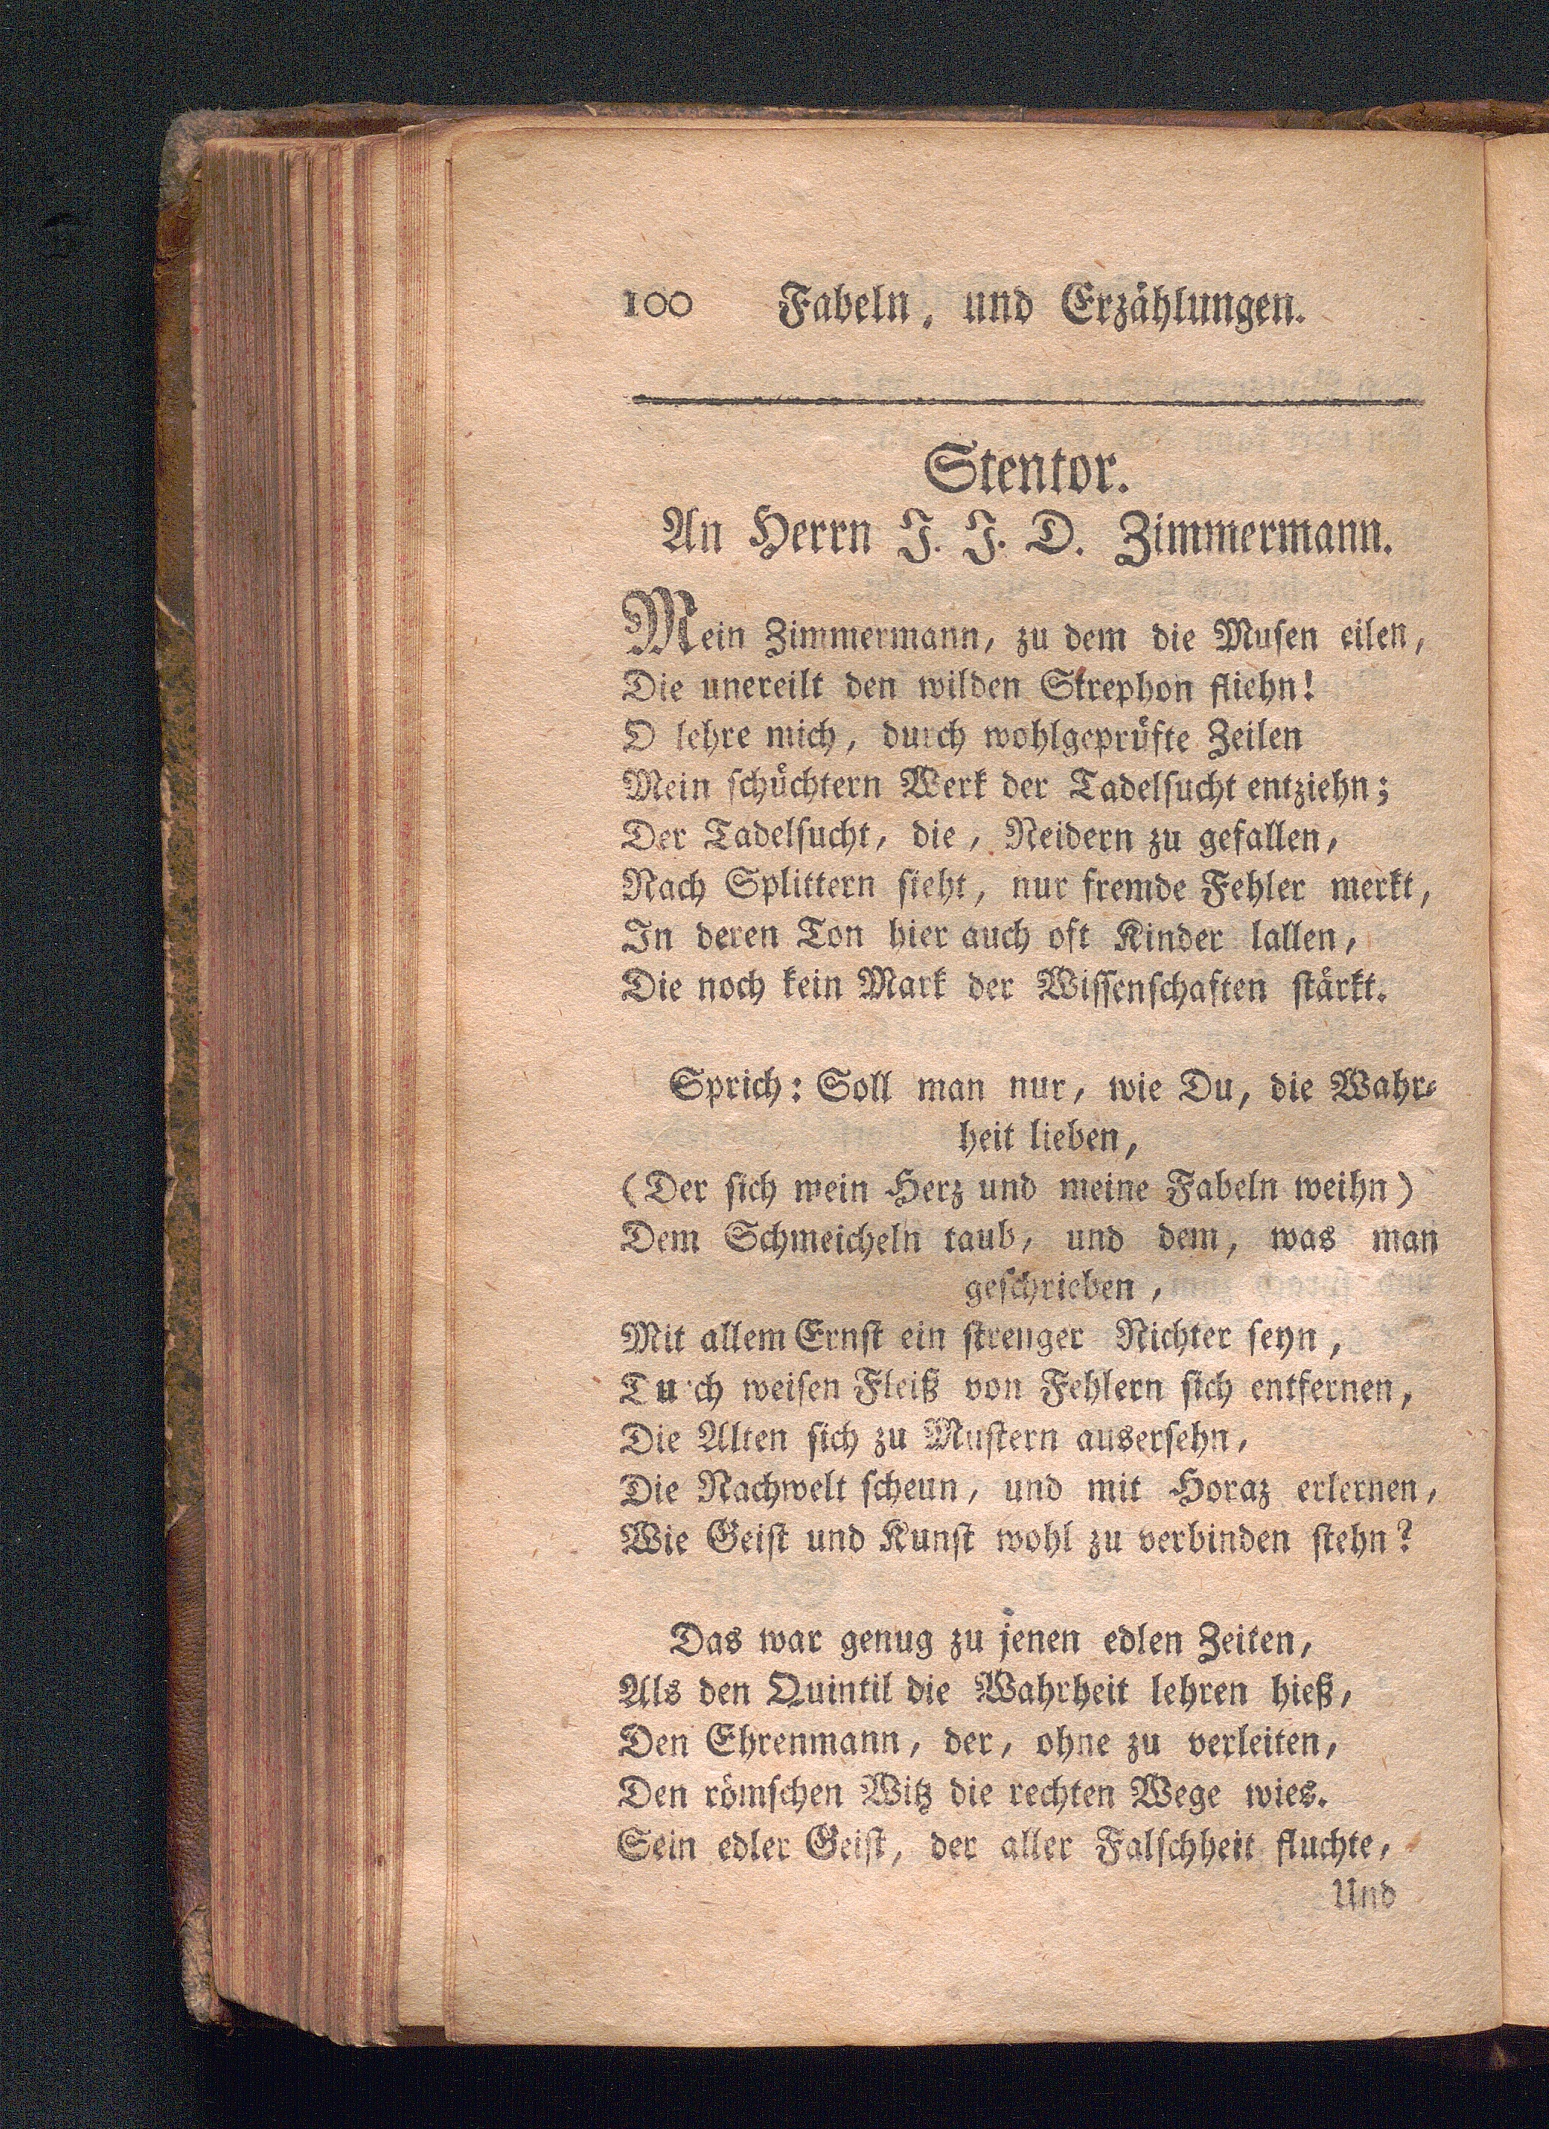 100 Fabeln, und Erzählungen.
Stentor.
An Herrn J. J. D. Zimmermann.
Mein Zimmermann, zu dem die Musen eilen,
Die unereilt den wilden Strephon fliehn!
O lehre mich, durch wohlgeprüfte Zeilen
Mein schüchtern Werk der Tadelsucht entziehn;
Der Tadelsucht, die, Neidern zu gefallen,
Nach Splittern sieht, nur fremde Fehler merkt,
In deren Ton hier auch oft Kinder lallen,
Die noch kein Mark der Wissenschaften stärkt.
Sprich: Soll man nur, wie Du, die Wahr-
heit lieben,
(Der sich mein Herz und meine Fabeln weihn)
Dem Schmeicheln taub, und dem, was man
geschrieben,
Mit allem Ernst ein strenger Richter seyn,
Durch weisen Fleiß von Fehlern sich entfernen,
Die Alten sich zu Mustern ausersehn,
Die Nachwelt scheun, und mit Horaz erlernen,
Wie Geist und Kunst wohl zu verbinden stehn?
Das war genug zu jenen edlen Zeiten,
Als den Quintil die Wahrheit lehren hieß,
Den Ehrenmann, der, ohne zu verleiten,
Den römschen Witz die rechten Wege wies.
Sein edler Geist, der aller Falschheit fluchte,
Und